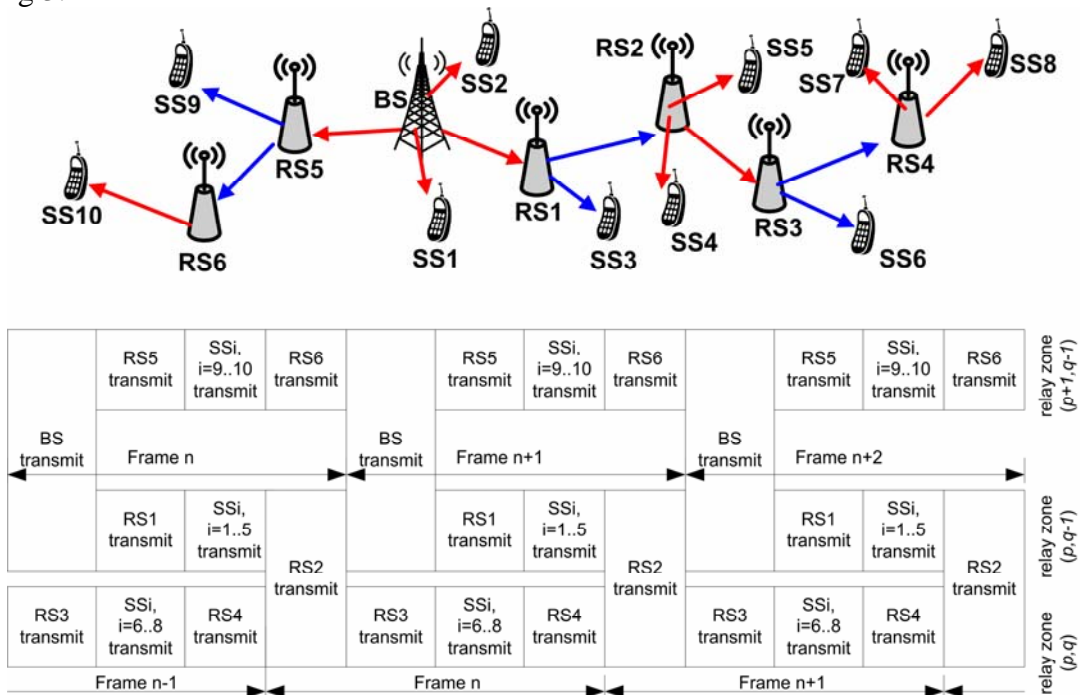 g 3.
SS2
RS2
SS5
SS7
SS8
SS9
BS
RS5
RS4
SS10
RS1
RS3
SS4
RS6
SS1
SS3
SS6
RS5 transmit
SSi, i=9..10 transmit
RS6 transmit
RS5 transmit
SSi, i=9..10 transmit
RS6 transmit
RS5 transmit
SSi, i=9..10 transmit
RS6 transmit
relay zone (p+1,q-1)
BS transmit
Frame n
BS transmit
Frame n+1
BS transmit
Frame n+2
RS1 transmit
SSi, i=1..5 transmit
RS2 transmit
RS1 transmit
SSi, i=1..5 transmit
RS2 transmit
RS1 transmit
SSi, i=1..5 transmit
RS2 transmit
relay zone (p,q-1)
RS3 transmit
SSi, i=6..8 transmit
RS4 transmit
RS3 transmit
SSi, i=6..8 transmit
RS4 transmit
RS3 transmit
SSi, i=6..8 transmit
RS4 transmit
relay zone (p,q)
Frame n-1
Frame n
Frame n+1